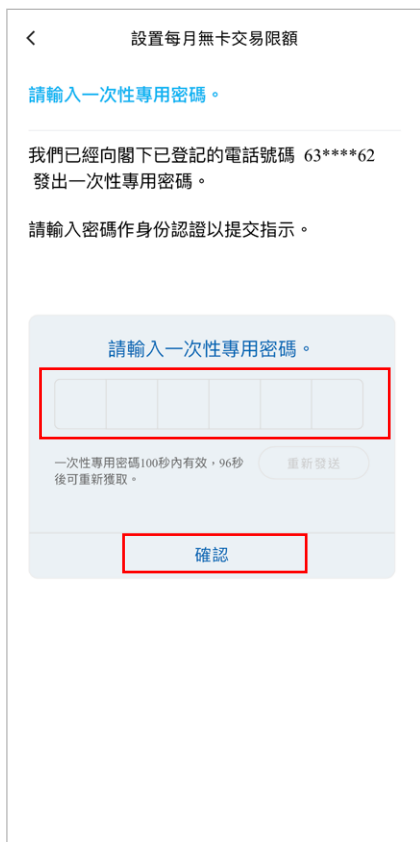 設置每月無卡交易限額
請輸入一次性專用密碼。
我們已經向閣下已登記的電話號碼 63****62
發出一次性專用密碼。
請輸入密碼作身份認證以提交指示。
請輸入一次性專用密碼。
一次性專用密碼100秒內有效，96秒
後可重新獲取。
重新發送
確認